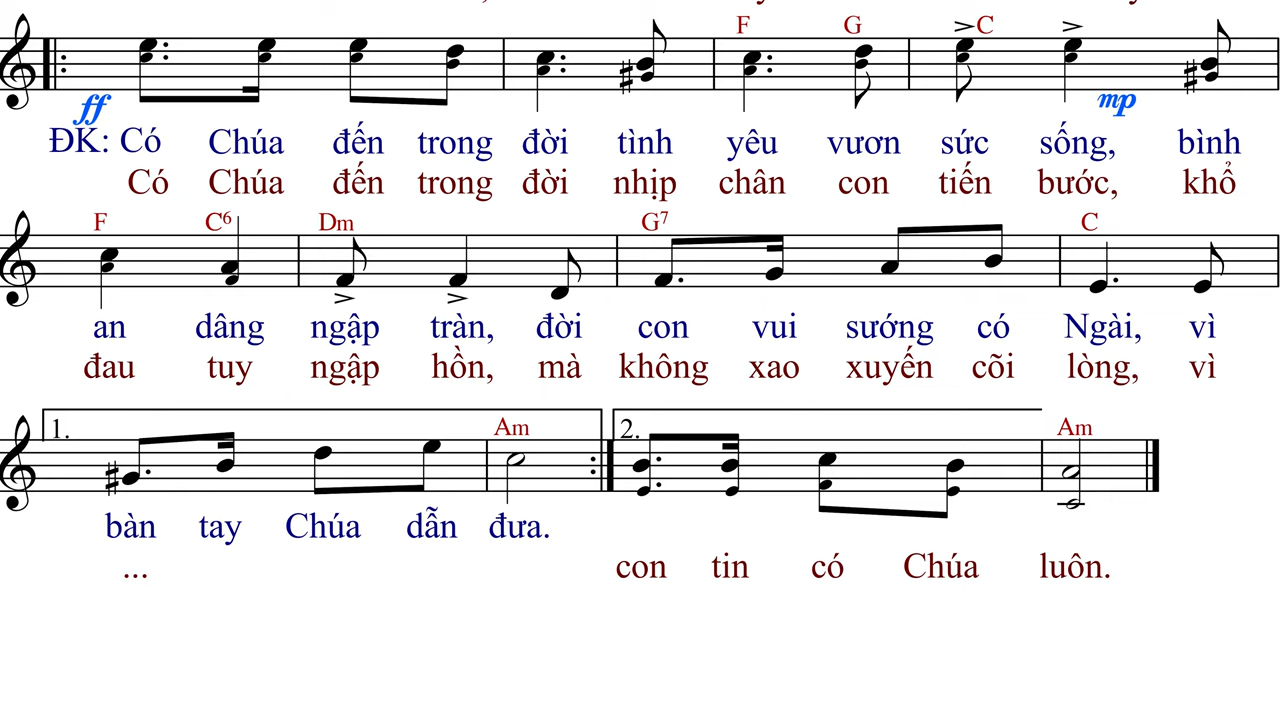 F G C
ff mp
ĐK: Có Chúa đến trong đời tình yêu vươn sức sống, bình
Có Chúa đến trong đời nhịp chân con tiến bước, khổ
F C6 Dm G7 C
an dâng ngập tràn, đời con vui sướng có Ngài, vì
đau tuy ngập hồn, mà không xao xuyến cõi lòng, vì
1. Am 2. Am
bàn tay Chúa dẫn đưa.
... con tin có Chúa luôn.